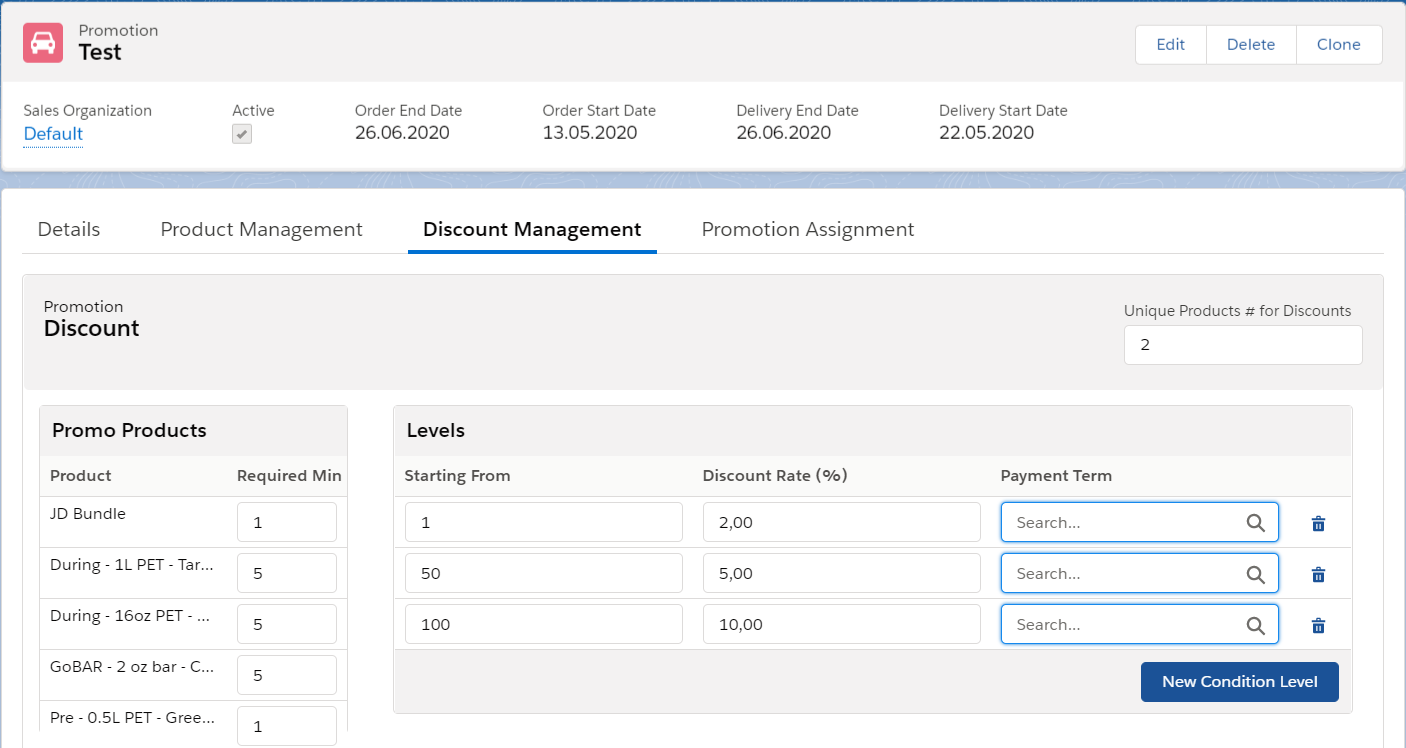 Promotion
Test
Edit Delete Clone
Sales Organization Active Order End Date Order Start Date Delivery End Date Delivery Start Date
Default 26.06.2020 13.05.2020 26.06.2020 22.05.2020
Details Product Management Discount Management Promotion Assignment
Promotion
Discount
Unique Products # for Discounts
2
Promo Products
Product Required Min
JD Bundle 1
During - 1L PET - Tar... 5
During - 16oz PET - ... 5
GoBAR - 2 oz bar - C... 5
Pre - 0.5L PET - Gree... 1
Levels
Starting From Discount Rate (%) Payment Term
1 2,00 Search...
50 5,00 Search...
100 10,00 Search...
New Condition Level